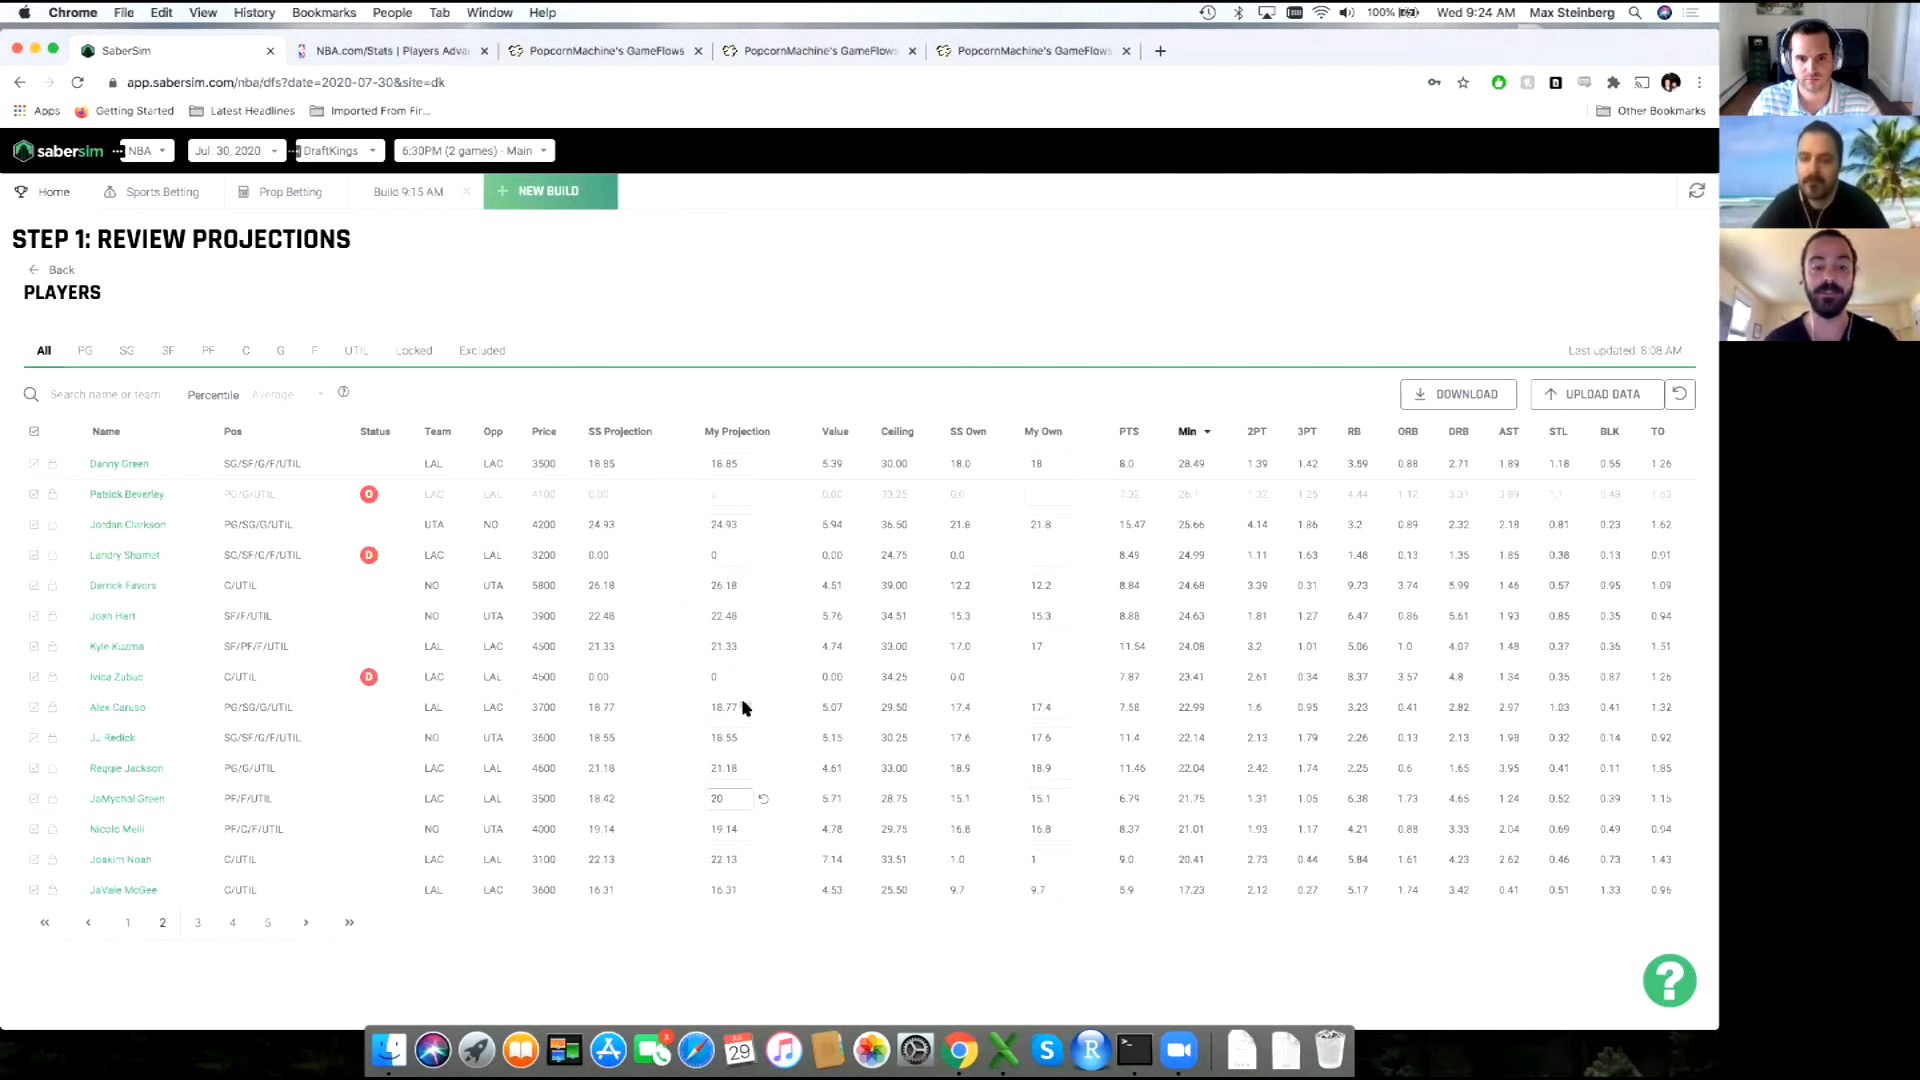 Chrome File Edit View History Bookmarks People Tab Window Help 100% Wed 9:24 AM Max Steinberg
SaberSim NBA.com/Stats | Players Adva PopcornMachine's GameFlows PopcornMachine's GameFlows PopcornMachine's GameFlows
app.sabersim.com/nba/dfs?date=2020-07-30&site=dk
Apps Getting Started Latest Headlines Imported From Fir... Other Bookmarks
sabersim NBA Jul. 30, 2020 DraftKings 6:30PM (2 games) - Main
Home Sports Betting Prop Betting Build 9:15 AM NEW BUILD
STEP 1: REVIEW PROJECTIONS
Back
PLAYERS
All PG SG SF PF C G F UTIL Locked Excluded Last updated: 8:08 AM
Search name or team Percentile Average DOWNLOAD UPLOAD DATA
Name Pos Status Team Opp Price SS Projection My Projection Value Ceiling SS Own My Own PTS Min 2PT 3PT RB ORB DRB AST STL BLK TO
Danny Green SG/SF/G/F/UTIL LAL LAC 3500 18.85 18.85 5.39 30.00 18.0 18 8.0 28.49 1.39 1.42 3.59 0.88 2.71 1.89 1.18 0.55 1.26
Patrick Beverley PG/G/UTIL O LAC LAL 4100 0.00 0 0.00 33.25 0.0 7.32 26.1 1.32 1.25 4.44 1.12 3.31 3.89 1.1 0.48 1.63
Jordan Clarkson PG/SG/G/UTIL UTA NO 4200 24.93 24.93 5.94 36.50 21.8 21.8 15.47 25.66 4.14 1.86 3.2 0.89 2.32 2.18 0.81 0.23 1.62
Landry Shamet SG/SF/G/F/UTIL D LAC LAL 3200 0.00 0 0.00 24.75 0.0 8.49 24.99 1.11 1.63 1.48 0.13 1.35 1.85 0.38 0.13 0.91
Derrick Favors C/UTIL NO UTA 5800 26.18 26.18 4.51 39.00 12.2 12.2 8.84 24.68 3.39 0.31 9.73 3.74 5.99 1.46 0.57 0.95 1.09
Josh Hart SF/F/UTIL NO UTA 3900 22.48 22.48 5.76 34.51 15.3 15.3 8.88 24.63 1.81 1.27 6.47 0.86 5.61 1.93 0.85 0.35 0.94
Kyle Kuzma SF/PF/F/UTIL LAL LAC 4500 21.33 21.33 4.74 33.00 17.0 17 11.54 24.08 3.2 1.01 5.06 1.0 4.07 1.48 0.37 0.36 1.51
Ivica Zubac C/UTIL D LAC LAL 4500 0.00 0 0.00 34.25 0.0 7.87 23.41 2.61 0.34 8.37 3.57 4.8 1.34 0.35 0.87 1.26
Alex Caruso PG/SG/G/UTIL LAL LAC 3700 18.77 18.77 5.07 29.50 17.4 17.4 7.58 22.99 1.6 0.95 3.23 0.41 2.82 2.97 1.03 0.41 1.32
JJ Redick SG/SF/G/F/UTIL NO UTA 3600 18.55 18.55 5.15 30.25 17.6 17.6 11.4 22.14 2.13 1.79 2.26 0.13 2.13 1.98 0.32 0.14 0.92
Reggie Jackson PG/G/UTIL LAC LAL 4600 21.18 21.18 4.61 33.00 18.9 18.9 11.46 22.04 2.42 1.74 2.25 0.6 1.65 3.95 0.41 0.11 1.85
JaMychal Green PF/F/UTIL LAC LAL 3500 18.42 20 5.71 28.75 15.1 15.1 6.79 21.75 1.31 1.05 6.38 1.73 4.65 1.24 0.52 0.39 1.15
Nicolo Melli PF/C/F/UTIL NO UTA 4000 19.14 19.14 4.78 29.75 16.8 16.8 8.37 21.01 1.93 1.17 4.21 0.88 3.33 2.04 0.69 0.49 0.94
Joakim Noah C/UTIL LAC LAL 3100 22.13 22.13 7.14 33.51 1.0 1 9.0 20.41 2.73 0.44 5.84 1.61 4.23 2.62 0.46 0.73 1.43
JaVale McGee C/UTIL LAL LAC 3600 16.31 16.31 4.53 25.50 9.7 9.7 5.9 17.23 2.12 0.27 5.17 1.74 3.42 0.41 0.51 1.33 0.96
« ‹ 1 2 3 4 5 › »
?
3 JUL 29 S R